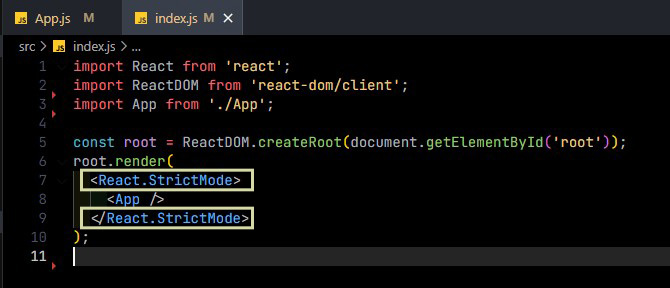 JS App.js M JS index.js M ×
src > JS index.js > ...
1 import React from 'react';
2 import ReactDOM from 'react-dom/client';
3 import App from './App';
4
5 const root = ReactDOM.createRoot(document.getElementById('root'));
6 root.render(
7 <React.StrictMode>
8 <App />
9 </React.StrictMode>
10 );
11